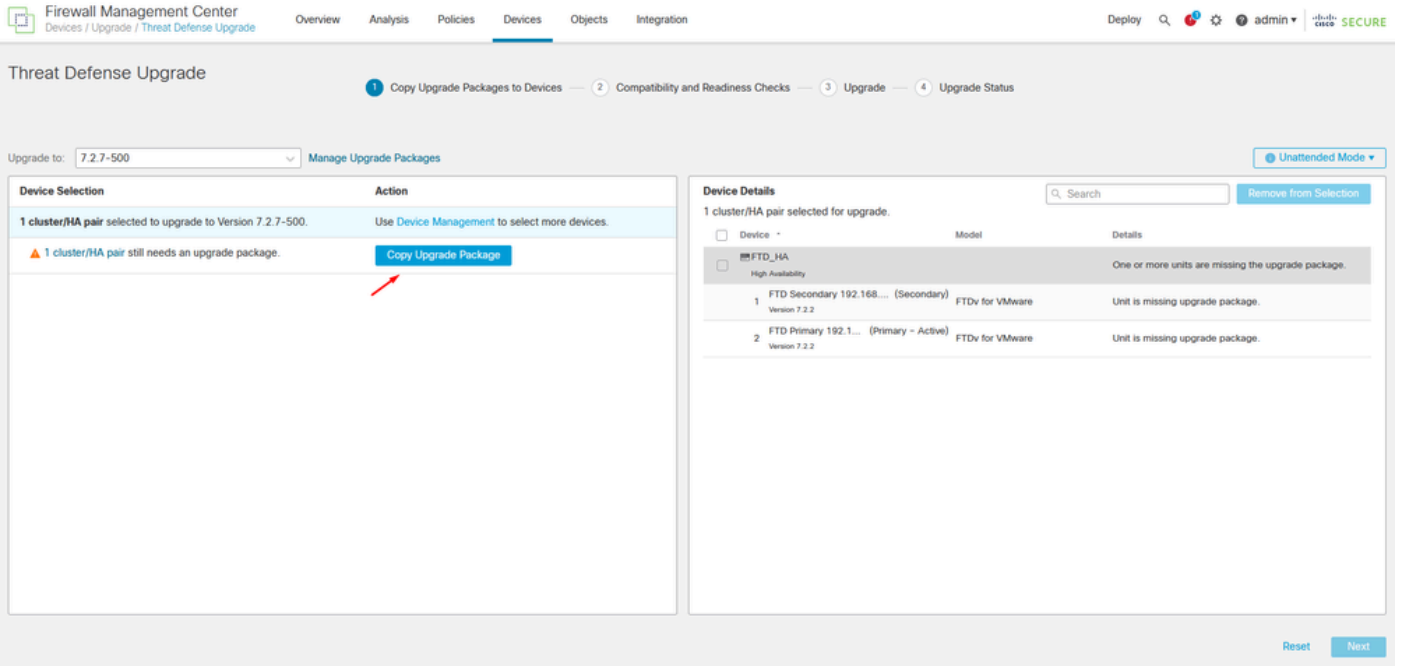 Firewall Management Center
Devices / Upgrade / Threat Defense Upgrade
Overview Analysis Policies Devices Objects Integration
Deploy 1 admin CISCO SECURE
Threat Defense Upgrade
1 Copy Upgrade Packages to Devices 2 Compatibility and Readiness Checks 3 Upgrade 4 Upgrade Status
Upgrade to: 7.2.7-500 Manage Upgrade Packages
Unattended Mode
Device Selection Action
1 cluster/HA pair selected to upgrade to Version 7.2.7-500. Use Device Management to select more devices.
1 cluster/HA pair still needs an upgrade package. Copy Upgrade Package
Device Details Search Remove from Selection
1 cluster/HA pair selected for upgrade.
Device Model Details
FTD_HA
High Availability
One or more units are missing the upgrade package.
1 FTD Secondary 192.168.... (Secondary) FTDv for VMware Unit is missing upgrade package.
Version 7.2.2
2 FTD Primary 192.1... (Primary - Active) FTDv for VMware Unit is missing upgrade package.
Version 7.2.2
Reset Next